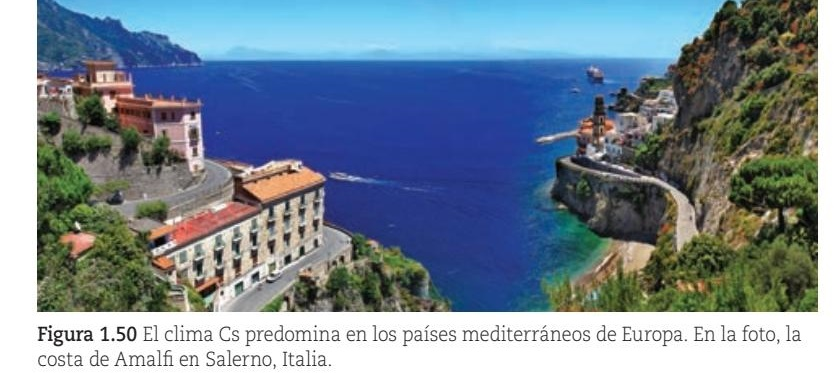 Figura 1.50 El clima Cs predomina en los países mediterráneos de Europa. En la foto, la
costa de Amalfi en Salerno, Italia.